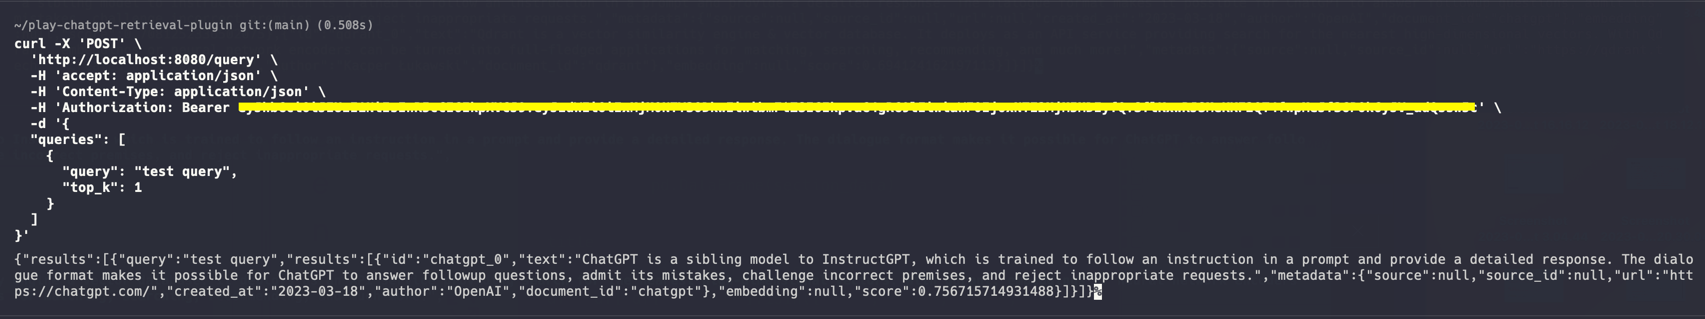 ~/play-chatgpt-retrieval-plugin git:(main) (0.508s)
curl -X 'POST' \
'http://localhost:8080/query' \
-H 'accept: application/json' \
-H 'Content-Type: application/json' \
-H 'Authorization: Bearer ' \
-d '{
"queries": [
{
"query": "test query",
"top_k": 1
}
]
}'
{"results":[{"query":"test query","results":[{"id":"chatgpt_0","text":"ChatGPT is a sibling model to InstructGPT, which is trained to follow an instruction in a prompt and provide a detailed response. The dialo
gue format makes it possible for ChatGPT to answer followup questions, admit its mistakes, challenge incorrect premises, and reject inappropriate requests.","metadata":{"source":null,"source_id":null,"url":"htt
ps://chatgpt.com/","created_at":"2023-03-18","author":"OpenAI","document_id":"chatgpt"},"embedding":null,"score":0.756715714931488}]}]}%